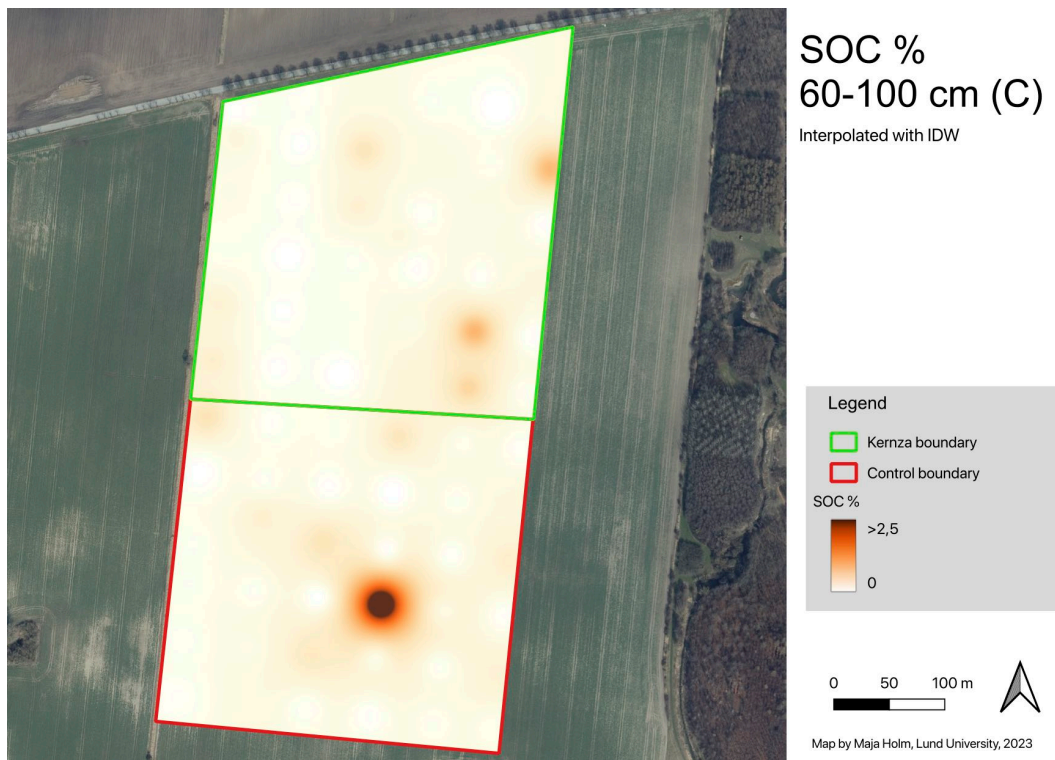 SOC %
60-100 cm (C)
Interpolated with IDW
Legend
Kernza boundary
Control boundary
SOC %
>2,5
0
0 50 100 m
Map by Maja Holm, Lund University, 2023